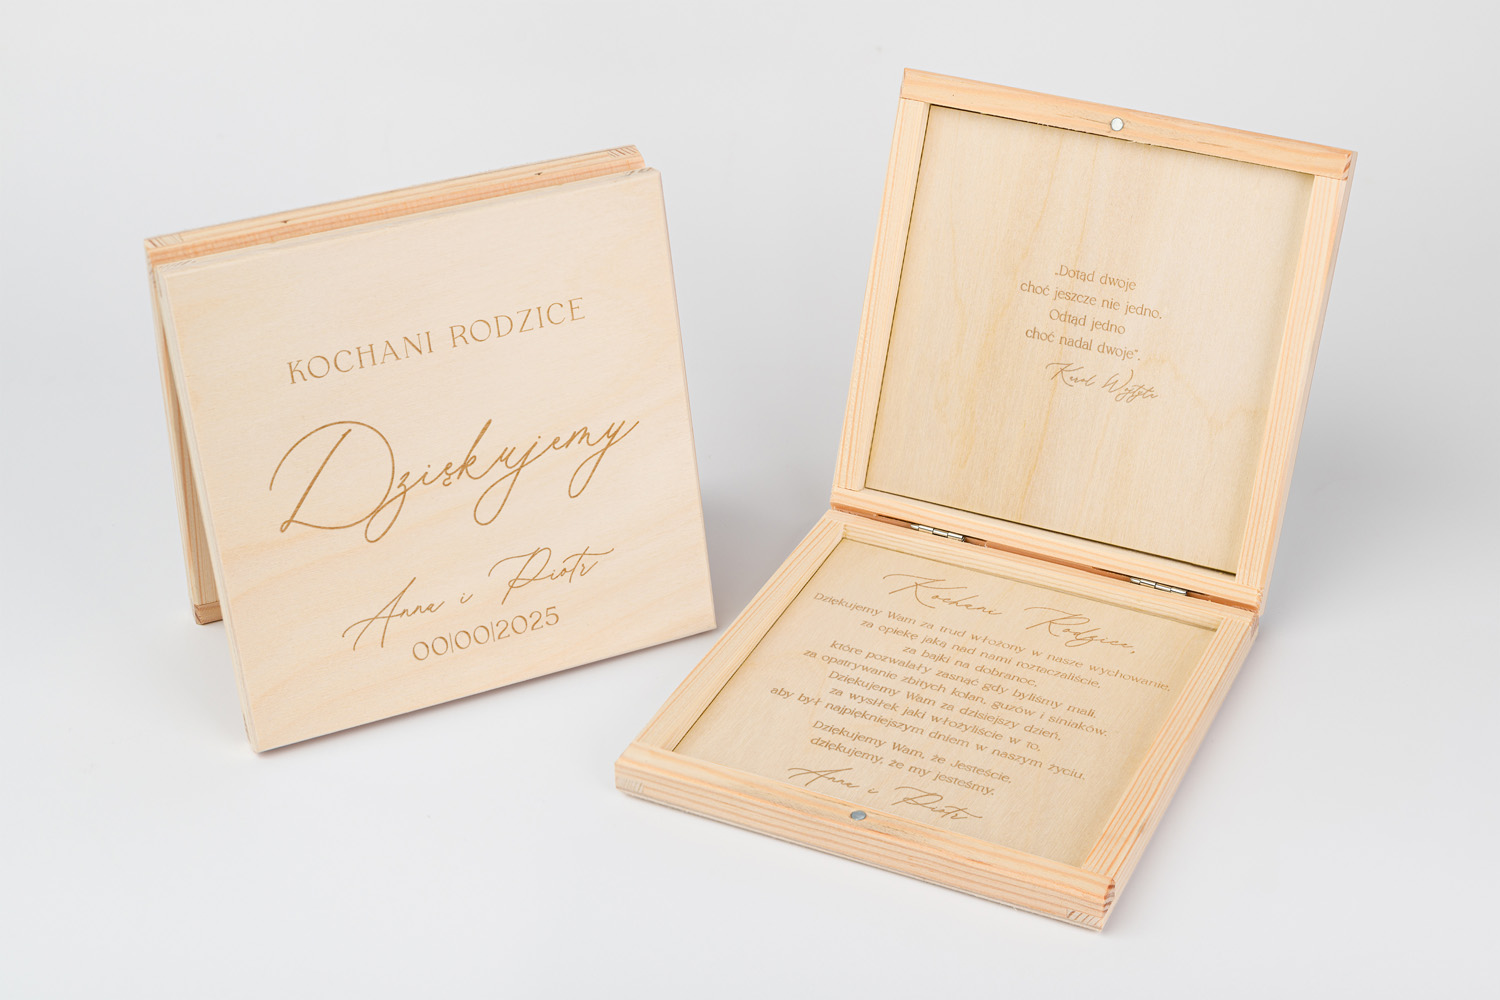 KOCHANI RODZICE
Dziękujemy
Anna i Piotr
00|00|2025
„Dotąd dwoje
choć jeszcze nie jedno.
Odtąd jedno
choć nadal dwoje”.
Karol Wojtyła
Kochani Rodzice,
Dziękujemy Wam za trud włożony w nasze wychowanie,
za opiekę jaką nad nami roztaczaliście,
za bajki na dobranoc,
które pozwalały zasnąć gdy byliśmy mali,
za opatrywanie zbitych kolan, guzów i siniaków.
Dziękujemy Wam za dzisiejszy dzień,
za wysiłek jaki włożyliście w to,
aby był najpiękniejszym dniem w naszym życiu.
Dziękujemy Wam, że Jesteście,
dziękujemy, że my jesteśmy.
Anna i Piotr